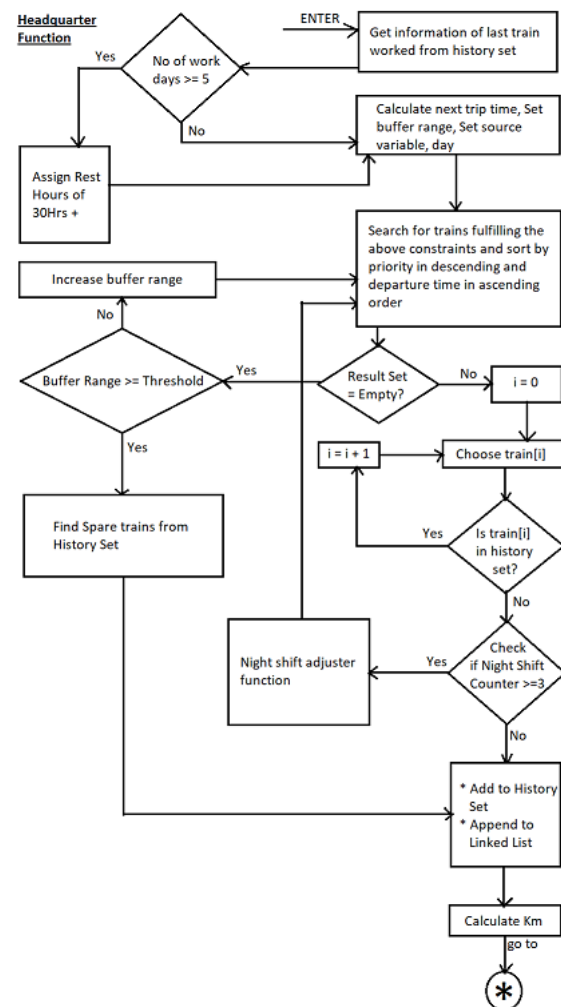 Headquarter
Function
ENTER
Get information of last train
worked from history set
Yes
No of work
days >= 5
No
Calculate next trip time, Set
buffer range, Set source
variable, day
Assign Rest
Hours of
30Hrs +
Search for trains fulfilling the
above constraints and sort by
priority in descending and
departure time in ascending
order
Increase buffer range
No
Buffer Range >= Threshold
Yes
Result Set
= Empty?
No
i = 0
Yes
i = i + 1
Choose train[i]
Find Spare trains from
History Set
Yes
Is train[i]
in history
set?
No
Night shift adjuster
function
Yes
Check
if Night Shift
Counter >=3
No
* Add to History
Set
* Append to
Linked List
Calculate Km
go to
*